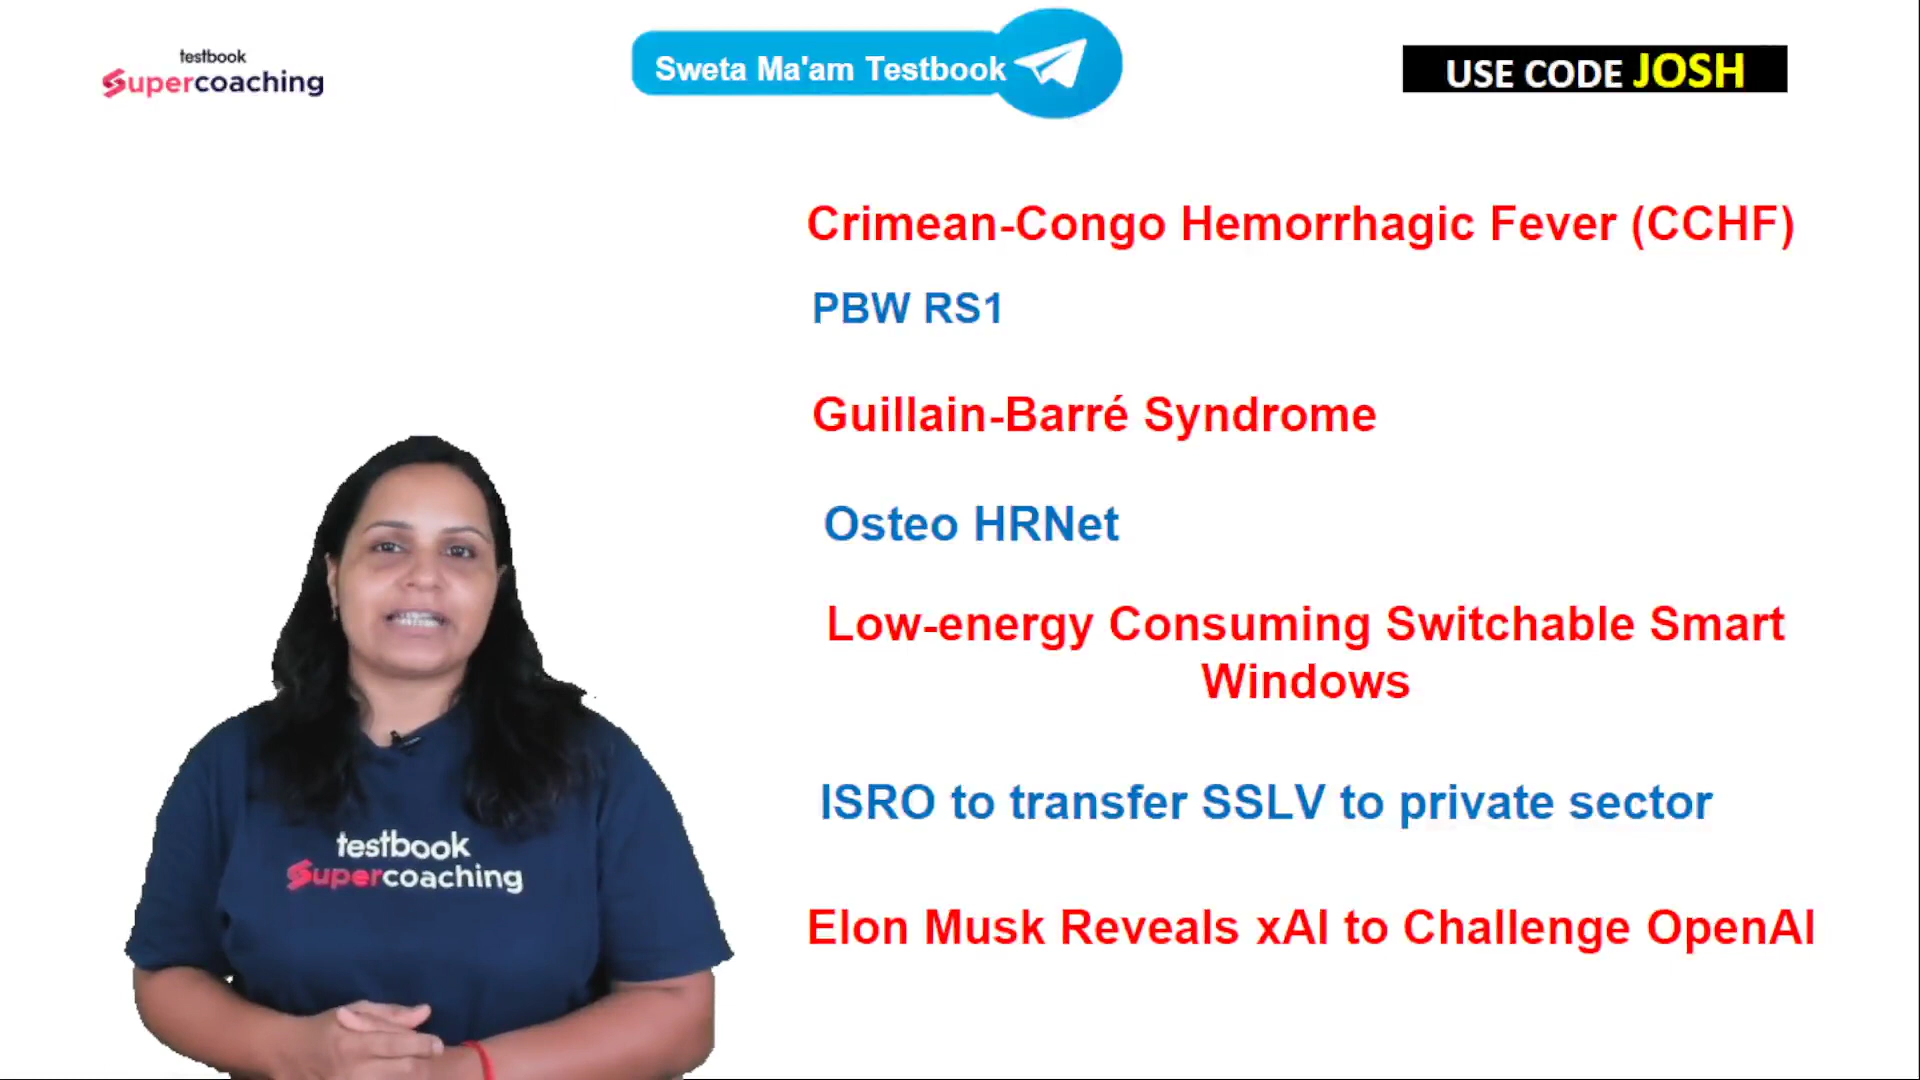 testbook
Supercoaching
Sweta Ma'am Testbook
USE CODE JOSH
Crimean-Congo Hemorrhagic Fever (CCHF)
PBW RS1
Guillain-Barré Syndrome
Osteo HRNet
Low-energy Consuming Switchable Smart
Windows
ISRO to transfer SSLV to private sector
Elon Musk Reveals xAI to Challenge OpenAI
testbook
Supercoaching